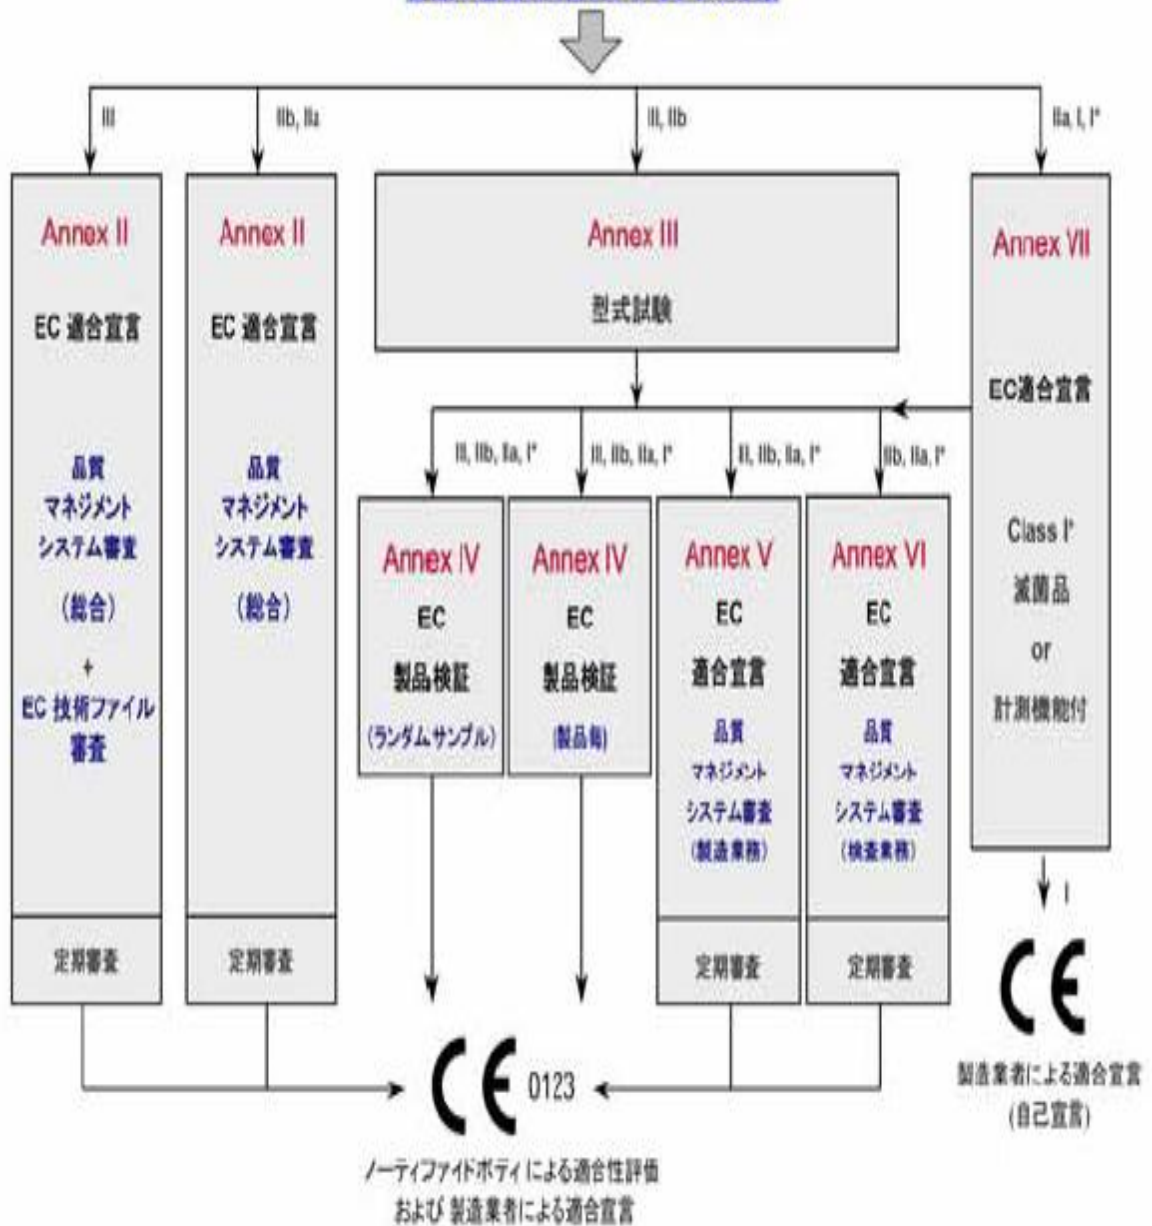 III
IIb, IIa
III, IIb
IIa, I, I*
Annex II
EC 適合宣言
品質
マネジメント
システム審査
(総合)
+
EC 技術ファイル
審査
定期審査
Annex II
EC 適合宣言
品質
マネジメント
システム審査
(総合)
定期審査
Annex III
型式試験
III, IIb, IIa, I*
III, IIb, IIa, I*
III, IIb, IIa, I*
IIb, IIa, I*
Annex IV
EC
製品検証
(ランダムサンプル)
Annex IV
EC
製品検証
(製品毎)
Annex V
EC
適合宣言
品質
マネジメント
システム審査
(製造業務)
定期審査
Annex VI
EC
適合宣言
品質
マネジメント
システム審査
(検査業務)
定期審査
Annex VII
EC適合宣言
Class I*
滅菌品
or
計測機能付
I
CE
製造業者による適合宣言
(自己宣言)
CE 0123
ノーティファイドボディによる適合性評価
および 製造業者による適合宣言